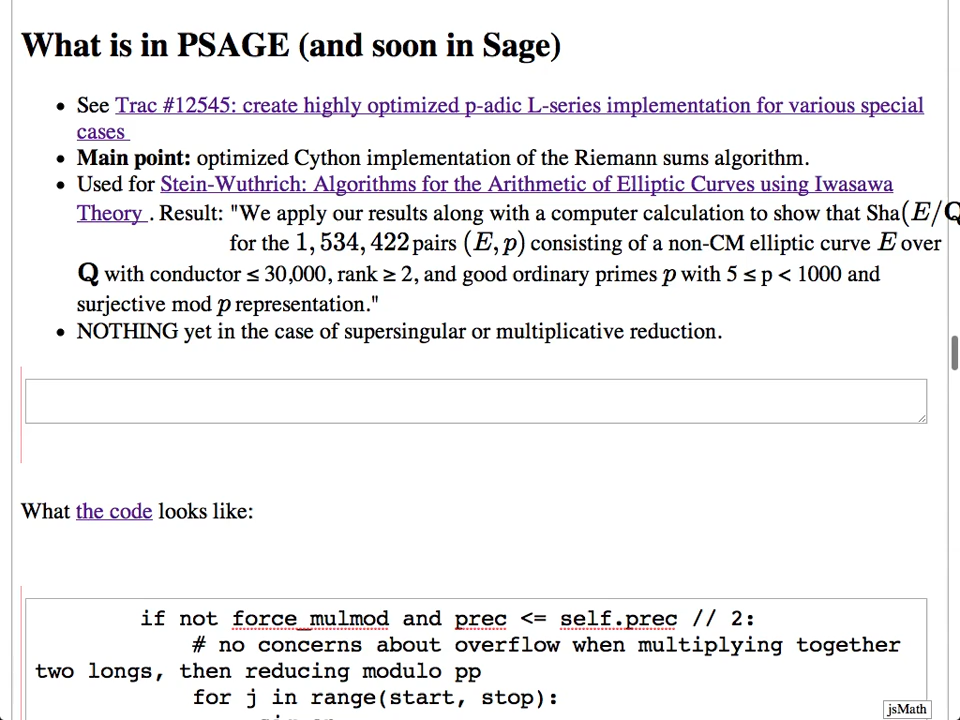 What is in PSAGE (and soon in Sage)
• See Trac #12545: create highly optimized p-adic L-series implementation for various special
cases
• Main point: optimized Cython implementation of the Riemann sums algorithm.
• Used for Stein-Wuthrich: Algorithms for the Arithmetic of Elliptic Curves using Iwasawa
Theory . Result: "We apply our results along with a computer calculation to show that Sha(E/Q
for the 1,534,422 pairs (E,p) consisting of a non-CM elliptic curve E over
Q with conductor ≤ 30,000, rank ≥ 2, and good ordinary primes p with 5 ≤ p < 1000 and
surjective mod p representation."
• NOTHING yet in the case of supersingular or multiplicative reduction.
What the code looks like:
if not force_mulmod and prec <= self.prec // 2:
# no concerns about overflow when multiplying together
two longs, then reducing modulo pp
for j in range(start, stop):
jsMath